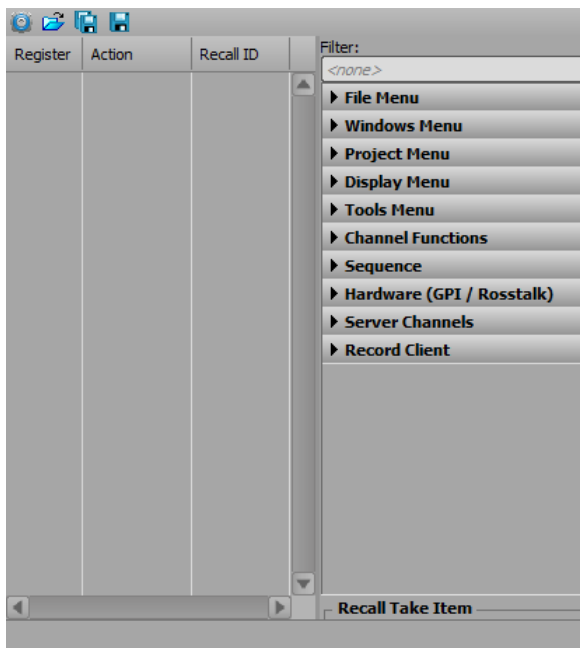 Register Action Recall ID
Filter:
<none>
File Menu
Windows Menu
Project Menu
Display Menu
Tools Menu
Channel Functions
Sequence
Hardware (GPI / Rosstalk)
Server Channels
Record Client
Recall Take Item